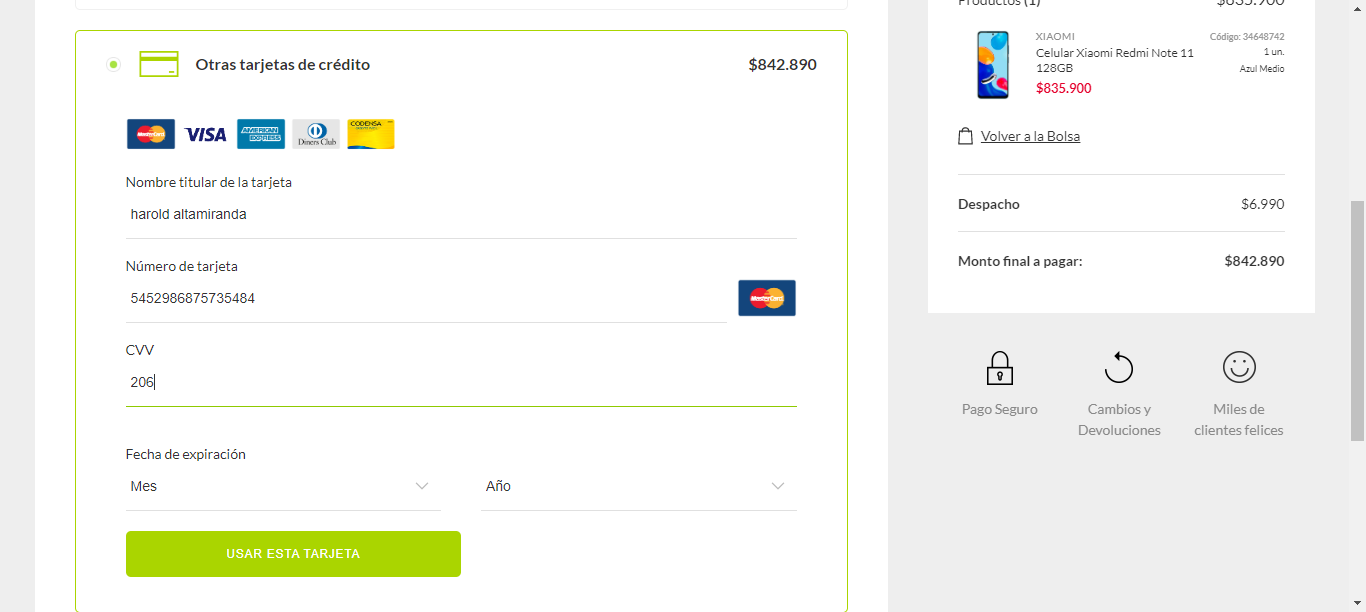 Productos (1)
$835.900
Otras tarjetas de crédito
$842.890
MasterCard
VISA
AMERICAN EXPRESS
Diners Club
CODENSA
Nombre titular de la tarjeta
harold altamiranda
Número de tarjeta
5452986875735484
MasterCard
CVV
206
Fecha de expiración
Mes
Año
USAR ESTA TARJETA
XIAOMI
Código: 34648742
Celular Xiaomi Redmi Note 11
128GB
1 un.
Azul Medio
$835.900
Volver a la Bolsa
Despacho
$6.990
Monto final a pagar:
$842.890
Pago Seguro
Cambios y
Devoluciones
Miles de
clientes felices